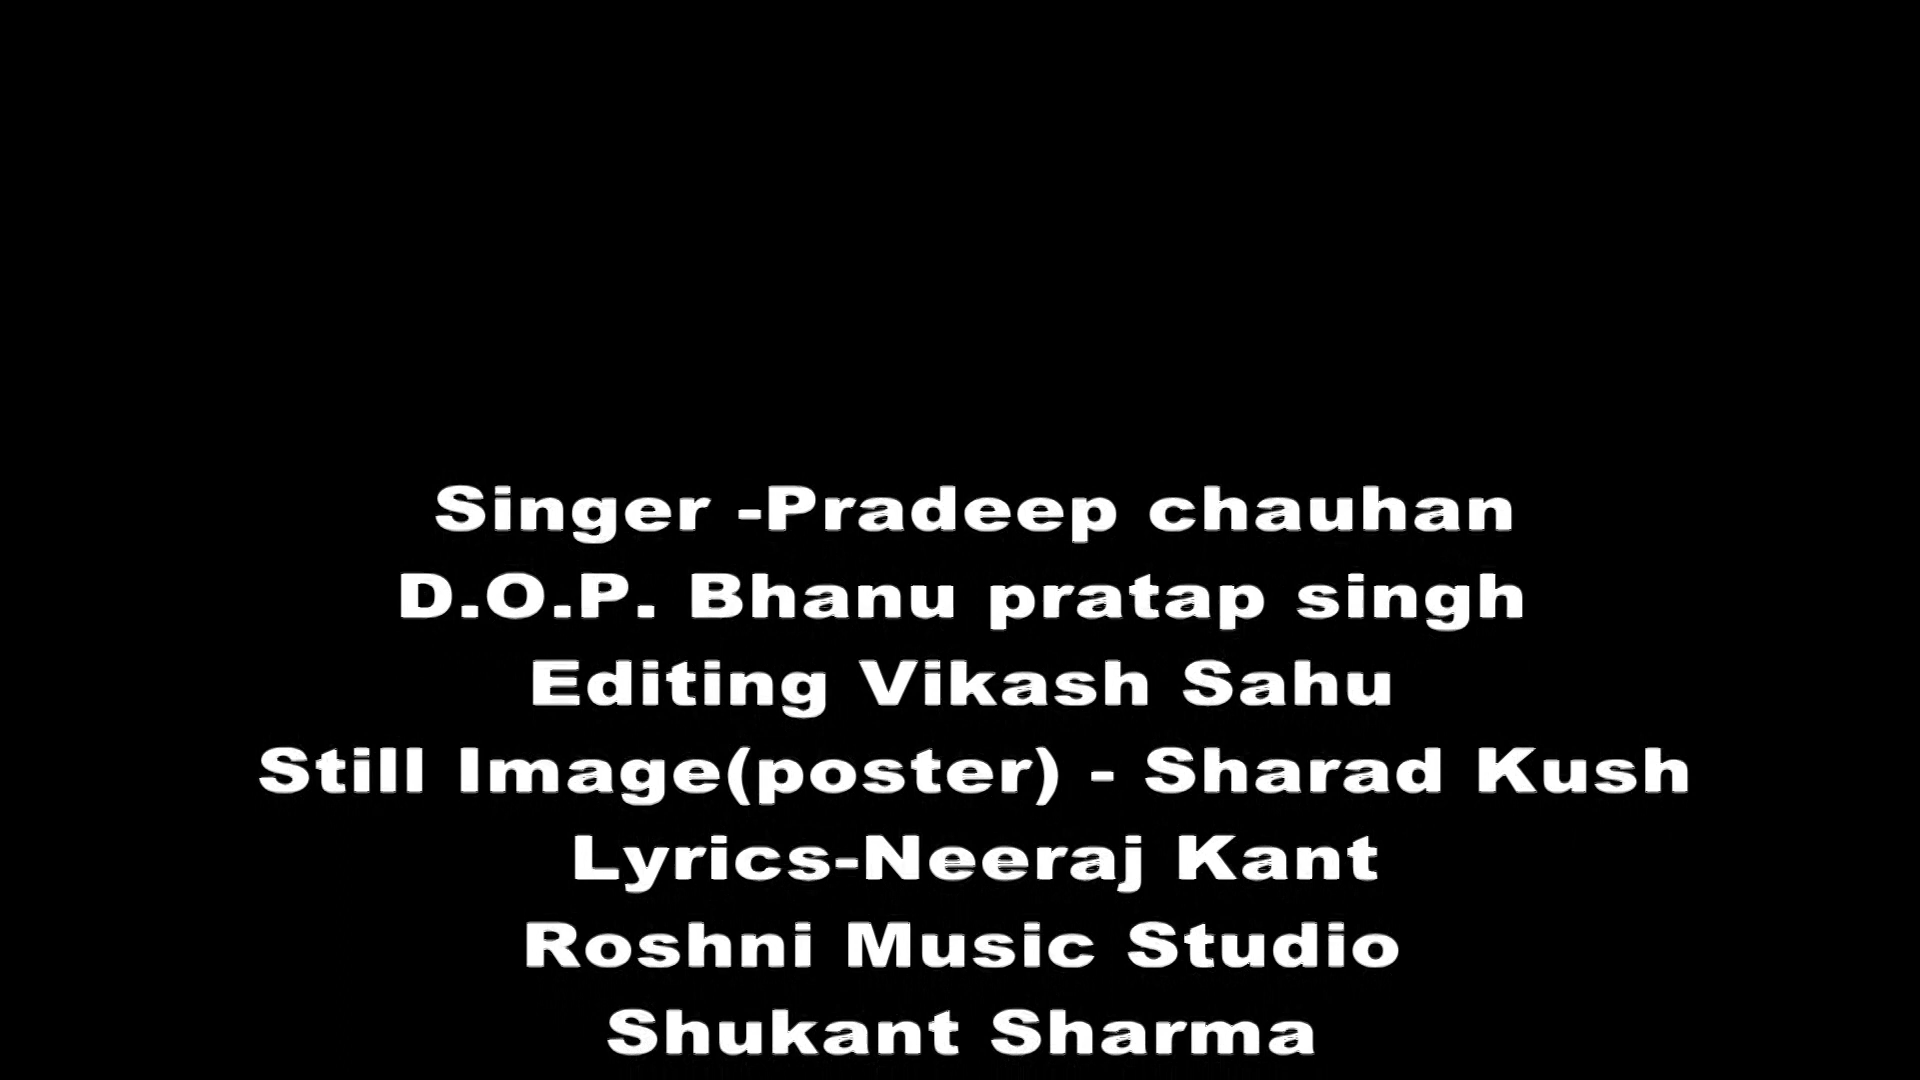 Singer -Pradeep chauhan
D.O.P. Bhanu pratap singh
Editing Vikash Sahu
Still Image(poster) - Sharad Kush
Lyrics-Neeraj Kant
Roshni Music Studio
Shukant Sharma